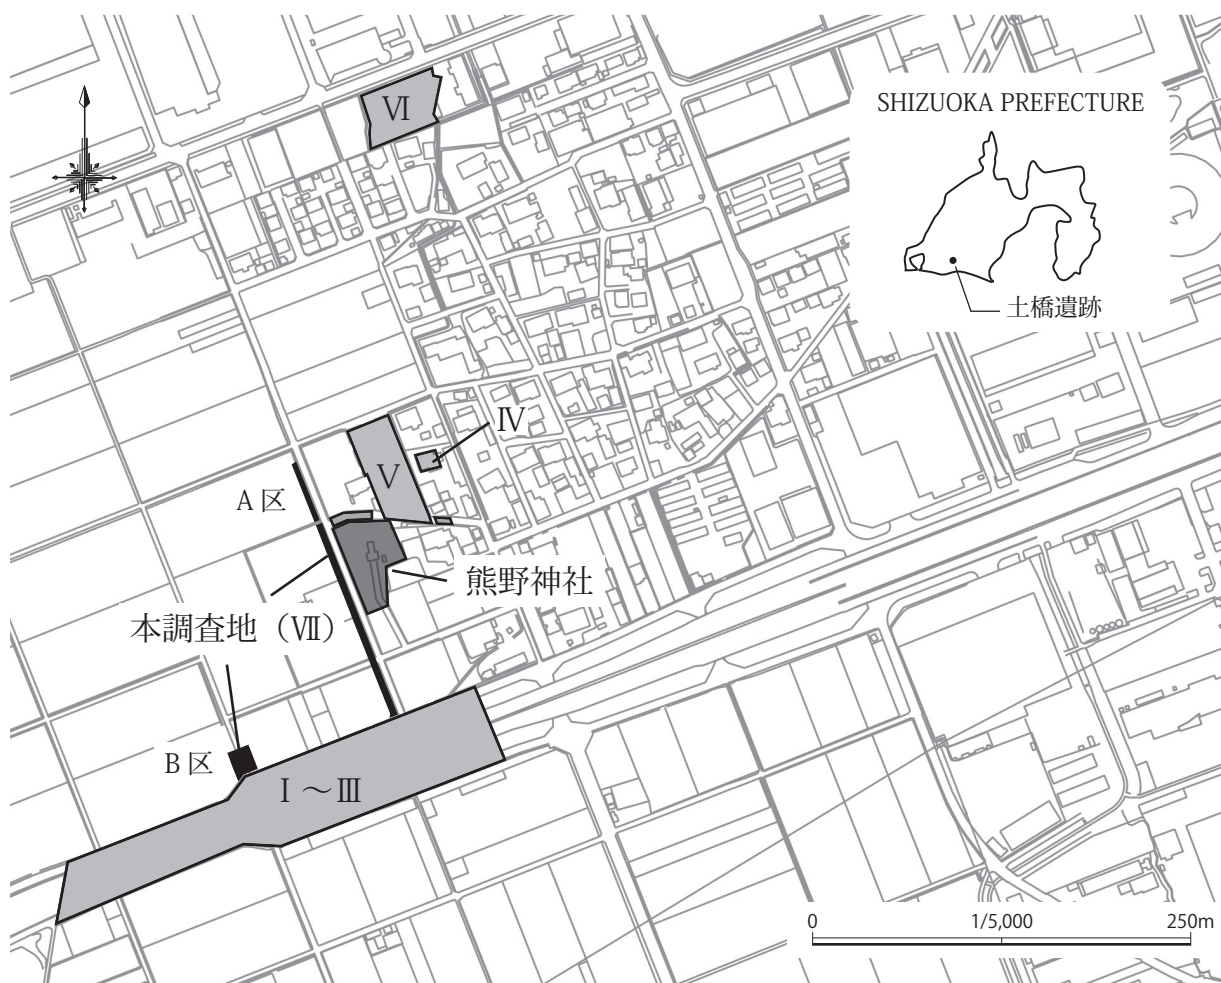 Ⅵ
SHIZUOKA PREFECTURE
土橋遺跡
Ⅳ
Ⅴ
A区
熊野神社
本調査地（Ⅶ）
B区
Ⅰ～Ⅲ
0 1/5,000 250m